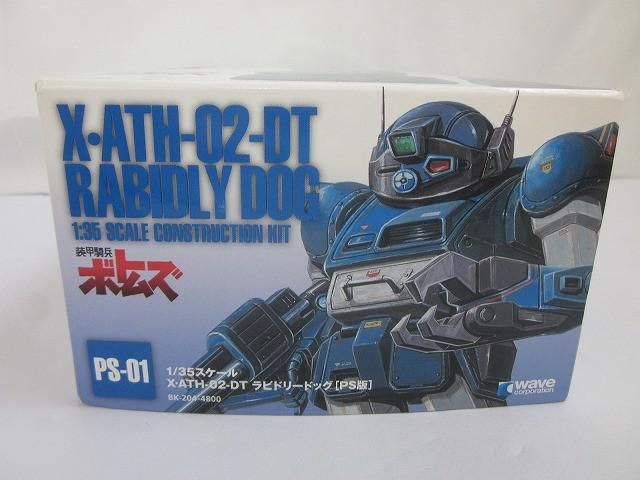 X・ATH-02-DT
RABIDLY DOG
1:35 SCALE CONSTRUCTION KIT
装甲騎兵
ボトムズ
PS-01
1/35スケール
X・ATH-02-DT ラビドリードッグ[PS版]
BK-204-4800
wave
corporation